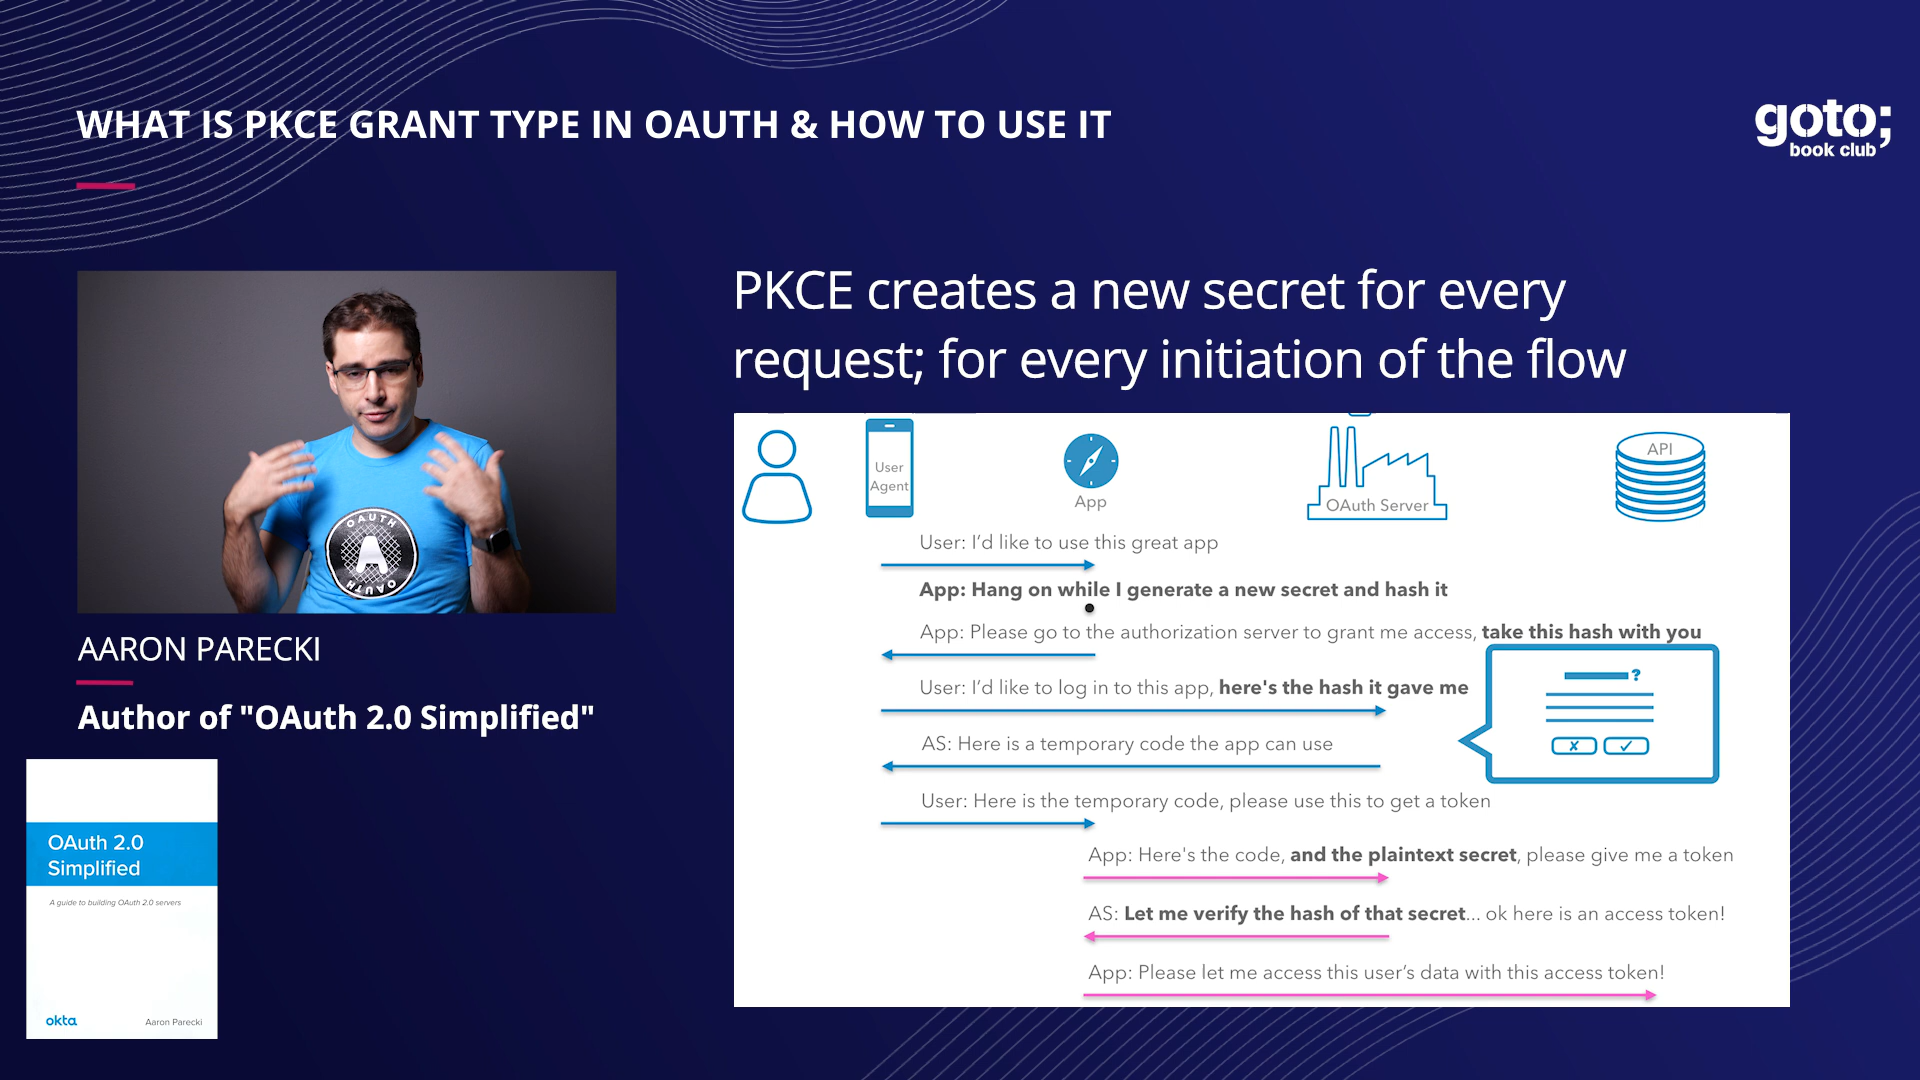 WHAT IS PKCE GRANT TYPE IN OAUTH & HOW TO USE IT
goto;
book club
PKCE creates a new secret for every
request; for every initiation of the flow
OAUTH
A
OAUTH
AARON PARECKI
Author of "OAuth 2.0 Simplified"
OAuth 2.0
Simplified
A guide to building OAuth 2.0 servers
okta
Aaron Parecki
User
Agent
App
OAuth Server
API
User: I’d like to use this great app
App: Hang on while I generate a new secret and hash it
App: Please go to the authorization server to grant me access, take this hash with you
?
User: I’d like to log in to this app, here's the hash it gave me
AS: Here is a temporary code the app can use
✗ ✓
User: Here is the temporary code, please use this to get a token
App: Here's the code, and the plaintext secret, please give me a token
AS: Let me verify the hash of that secret... ok here is an access token!
App: Please let me access this user’s data with this access token!